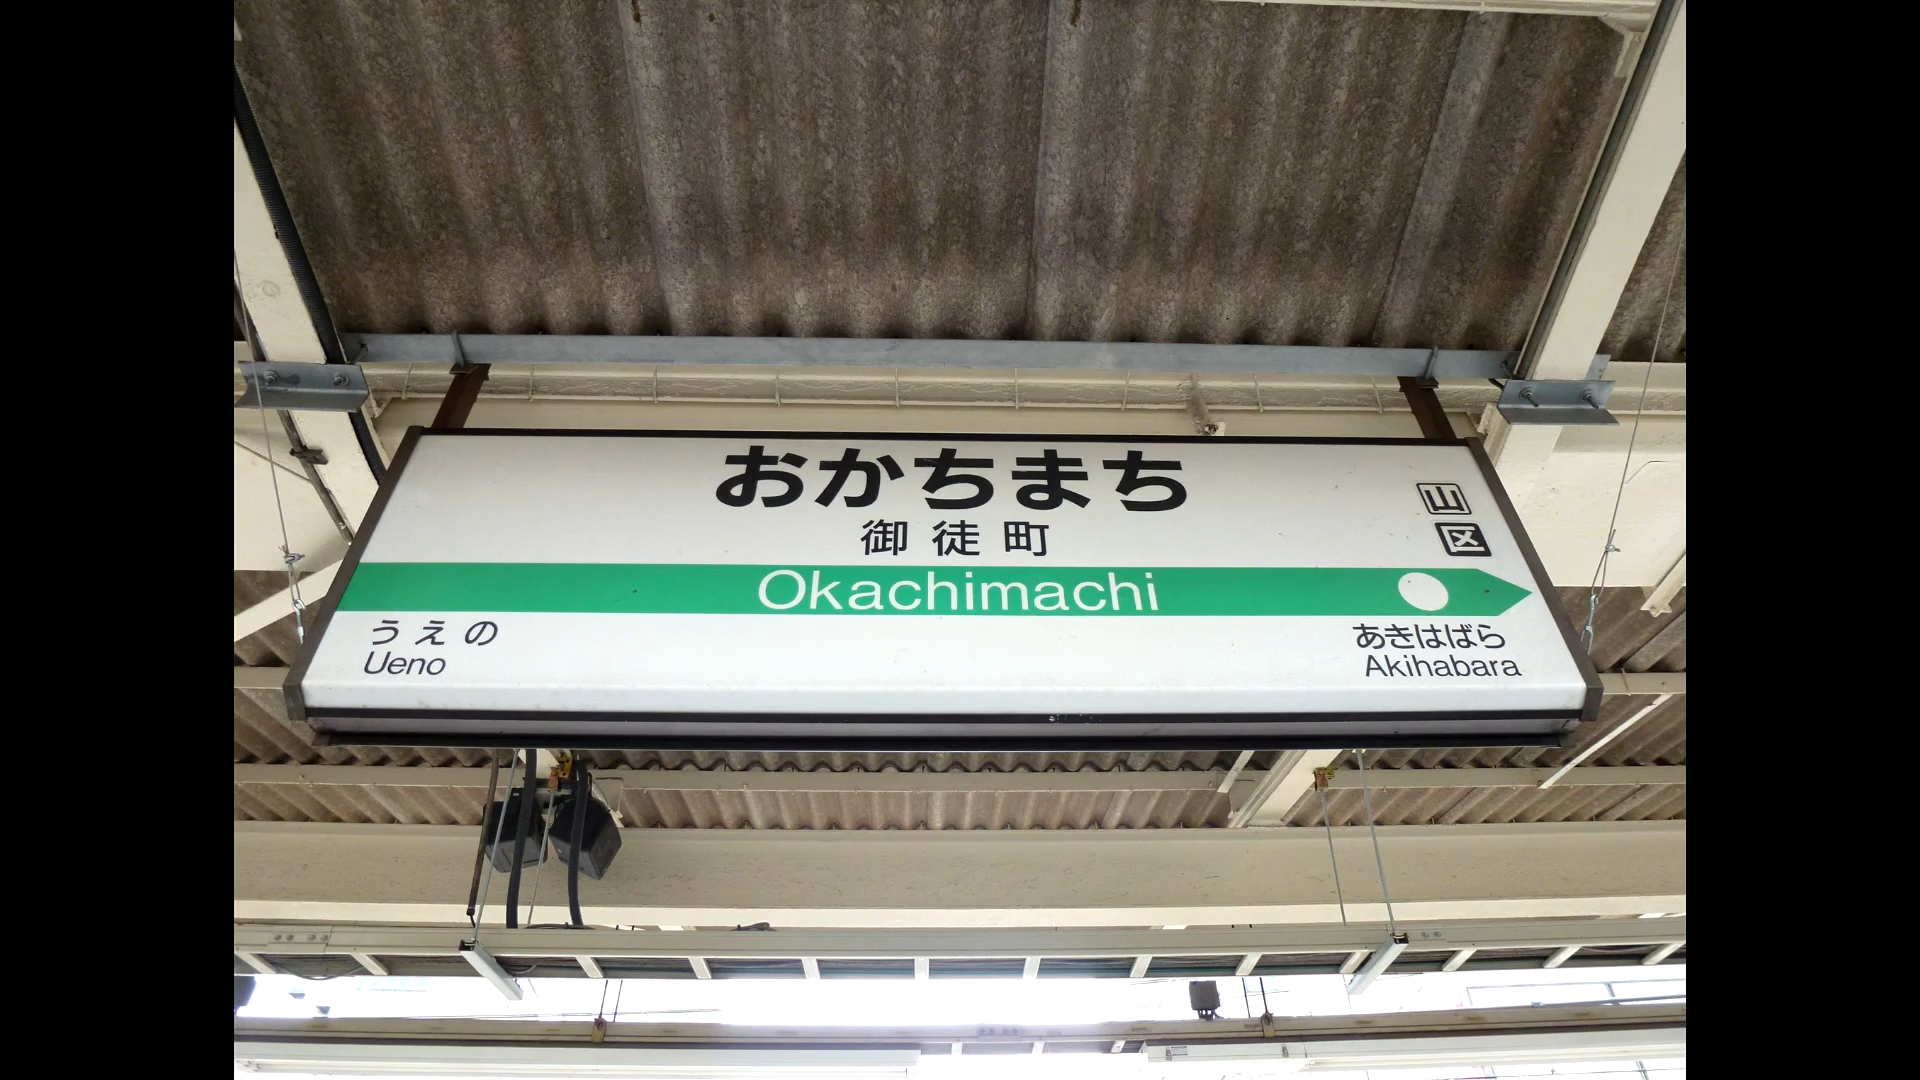 おかちまち
山
御徒町
区
Okachimachi
うえの
あきはばら
Ueno
Akihabara